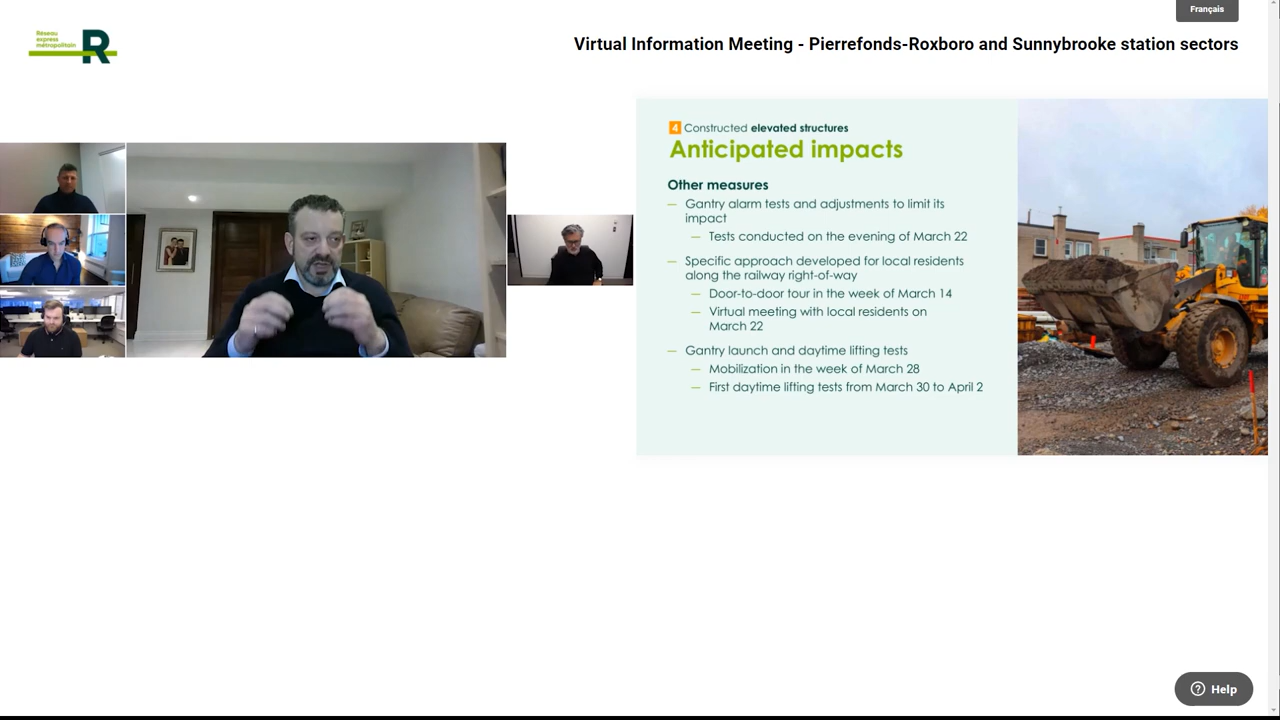 Français
Réseau
express
métropolitain
R
Virtual Information Meeting - Pierrefonds-Roxboro and Sunnybrooke station sectors
4 Constructed elevated structures
Anticipated impacts
Other measures
— Gantry alarm tests and adjustments to limit its
impact
— Tests conducted on the evening of March 22
— Specific approach developed for local residents
along the railway right-of-way
— Door-to-door tour in the week of March 14
— Virtual meeting with local residents on
March 22
— Gantry launch and daytime lifting tests
— Mobilization in the week of March 28
— First daytime lifting tests from March 30 to April 2
Help